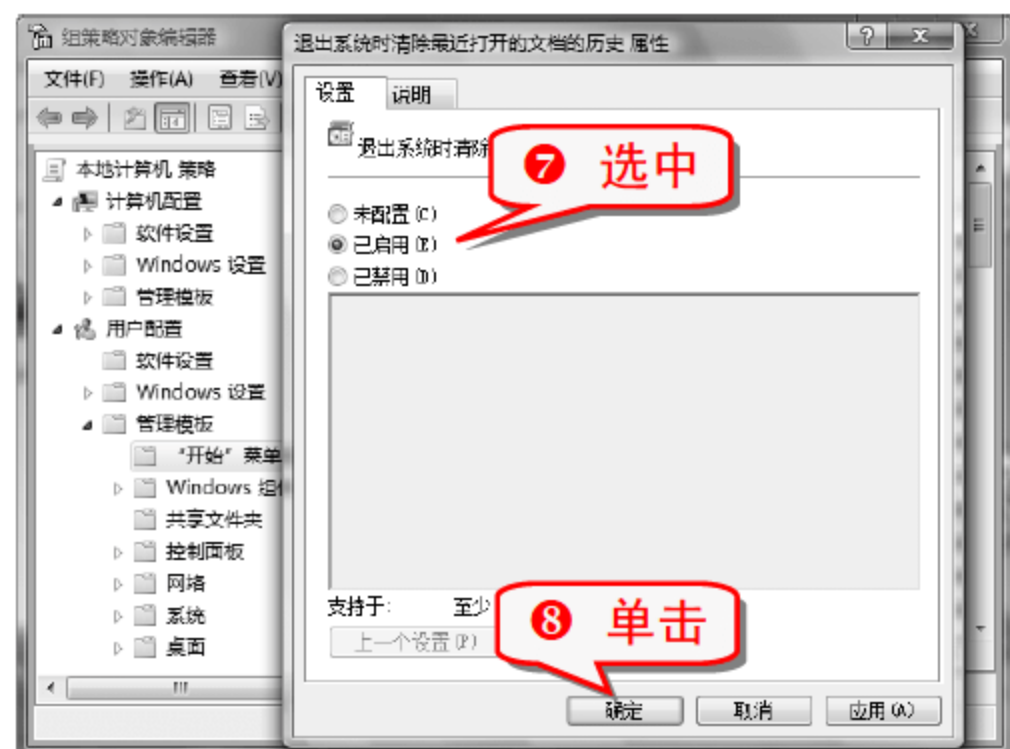 组策略对象编辑器
文件(F) 操作(A) 查看(V)
本地计算机 策略
计算机配置
软件设置
Windows 设置
管理模板
用户配置
软件设置
Windows 设置
管理模板
"开始" 菜单
Windows 组
共享文件夹
控制面板
网络
系统
桌面
退出系统时清除最近打开的文档的历史 属性
设置 说明
退出系统时清除
❼ 选中
未配置(C)
已启用(E)
已禁用(D)
支持于: 至少
❽ 单击
上一个设置(P)
确定 取消 应用(A)